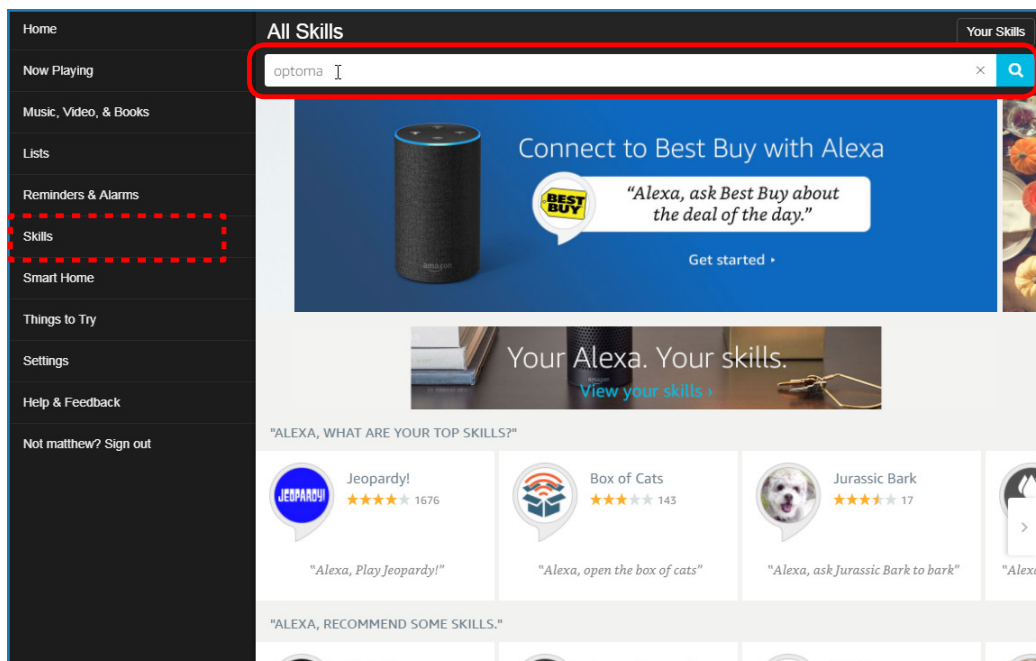 Home
Now Playing
Music, Video, & Books
Lists
Reminders & Alarms
Skills
Smart Home
Things to Try
Settings
Help & Feedback
Not matthew? Sign out
All Skills
Your Skills
optoma
Connect to Best Buy with Alexa
BEST BUY
“Alexa, ask Best Buy about
the deal of the day.”
Get started ›
amazon
Your Alexa. Your skills.
View your skills ›
"ALEXA, WHAT ARE YOUR TOP SKILLS?"
JEOPARDY!
Jeopardy!
1676
"Alexa, Play Jeopardy!"
Box of Cats
143
"Alexa, open the box of cats"
Jurassic Bark
17
"Alexa, ask Jurassic Bark to bark"
"ALEXA, RECOMMEND SOME SKILLS."